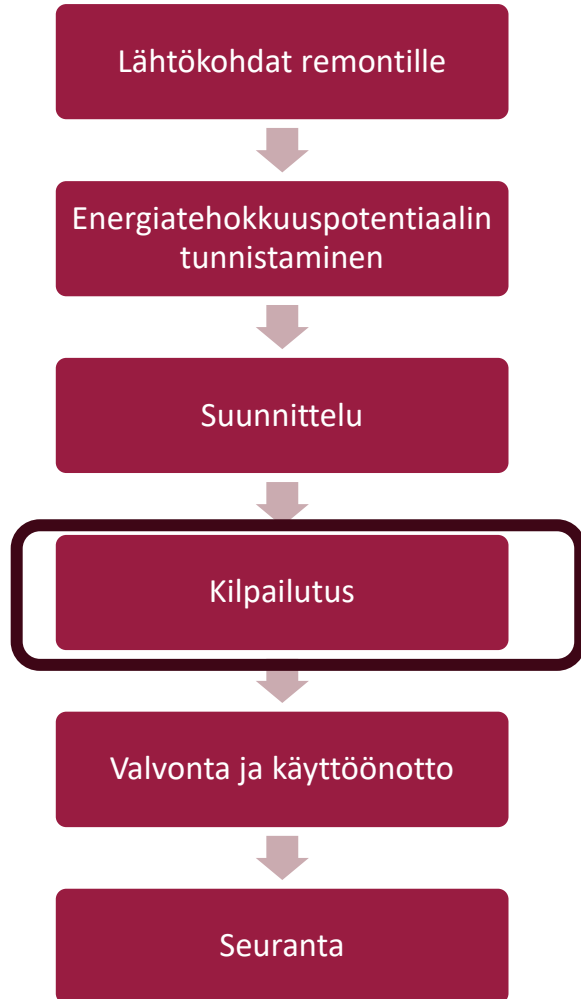 Lähtökohdat remontille
Energiatehokkuuspotentiaalin
tunnistaminen
Suunnittelu
Kilpailutus
Valvonta ja käyttöönotto
Seuranta